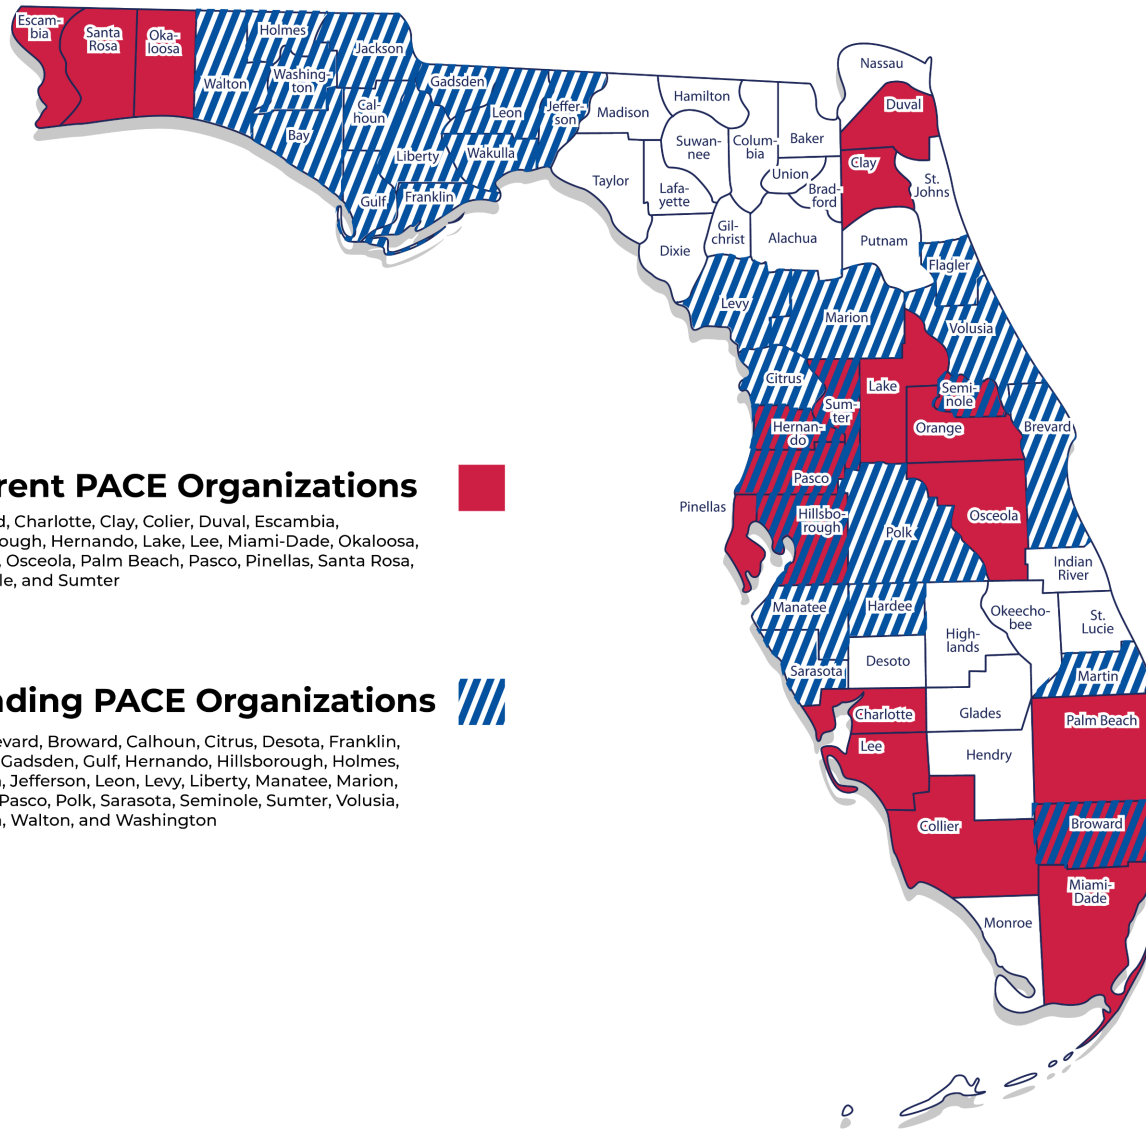 Escam-
bia
Santa
Rosa
Oka-
loosa
Walton
Holmes
Washing-
ton
Bay
Jackson
Cal-
houn
Gulf
Liberty
Franklin
Gadsden
Leon
Wakulla
Jeffer-
son
Madison
Taylor
Hamilton
Suwan-
nee
Lafa-
yette
Dixie
Colum-
bia
Gil-
christ
Baker
Union
Brad-
ford
Alachua
Nassau
Duval
Clay
St.
Johns
Putnam
Flagler
Levy
Marion
Volusia
Citrus
Sum-
ter
Lake
Semi-
nole
Orange
Brevard
Hernan-
do
Pasco
Pinellas
Hillsbo-
rough
Polk
Osceola
Indian
River
Manatee
Hardee
High-
lands
Okeecho-
bee
St.
Lucie
Sarasota
Desoto
Martin
Charlotte
Glades
Palm Beach
Lee
Hendry
Collier
Broward
Miami-
Dade
Monroe
rent PACE Organizations
d, Charlotte, Clay, Colier, Duval, Escambia,
ough, Hernando, Lake, Lee, Miami-Dade, Okaloosa,
, Osceola, Palm Beach, Pasco, Pinellas, Santa Rosa,
le, and Sumter
ding PACE Organizations
evard, Broward, Calhoun, Citrus, Desota, Franklin,
Gadsden, Gulf, Hernando, Hillsborough, Holmes,
, Jefferson, Leon, Levy, Liberty, Manatee, Marion,
Pasco, Polk, Sarasota, Seminole, Sumter, Volusia,
, Walton, and Washington